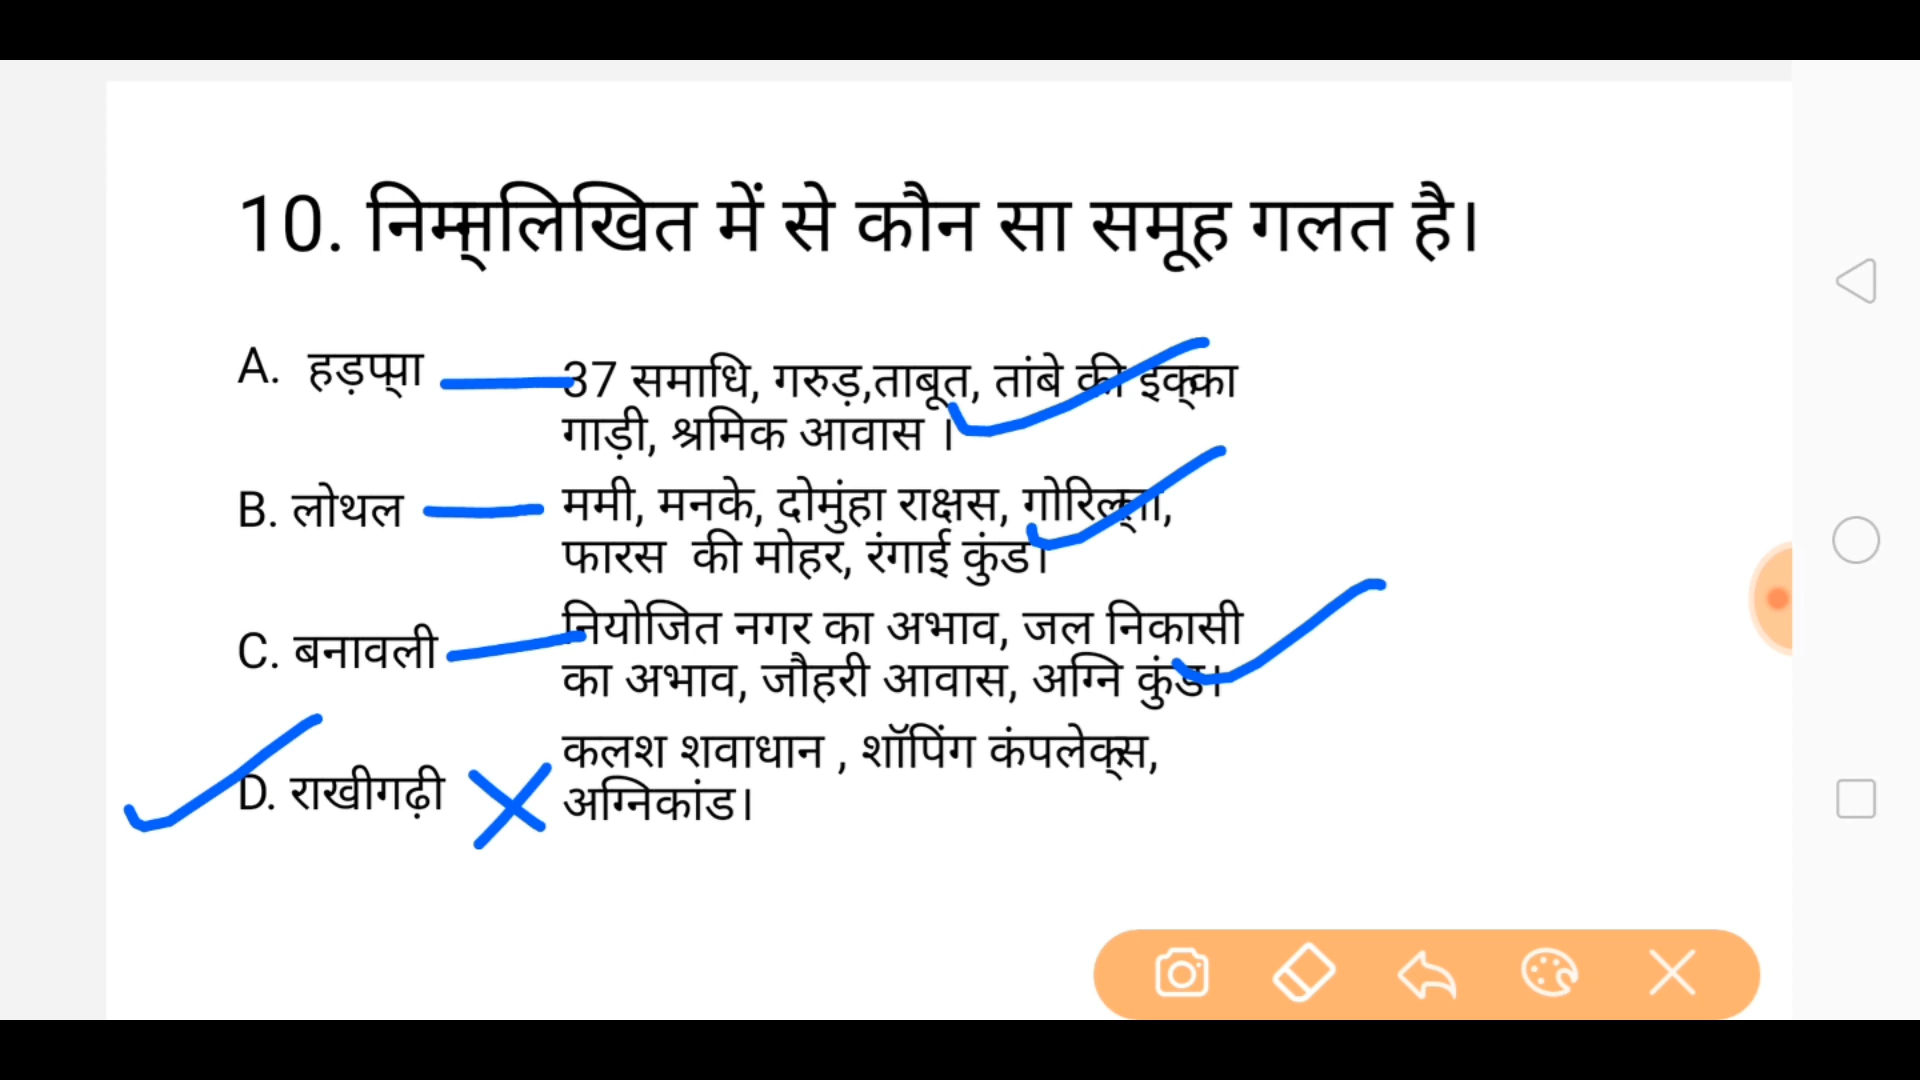 10. निम्नलिखित में से कौन सा समूह गलत है।
A. हड़प्पा
37 समाधि, गरुड़,ताबूत, तांबे की इक्का
गाड़ी, श्रमिक आवास ।
B. लोथल
ममी, मनके, दोमुंहा राक्षस, गोरिल्ला,
फारस की मोहर, रंगाई कुंड।
C. बनावली
नियोजित नगर का अभाव, जल निकासी
का अभाव, जौहरी आवास, अग्नि कुंड।
D. राखीगढ़ी
कलश शवाधान , शॉपिंग कंपलेक्स,
अग्निकांड।